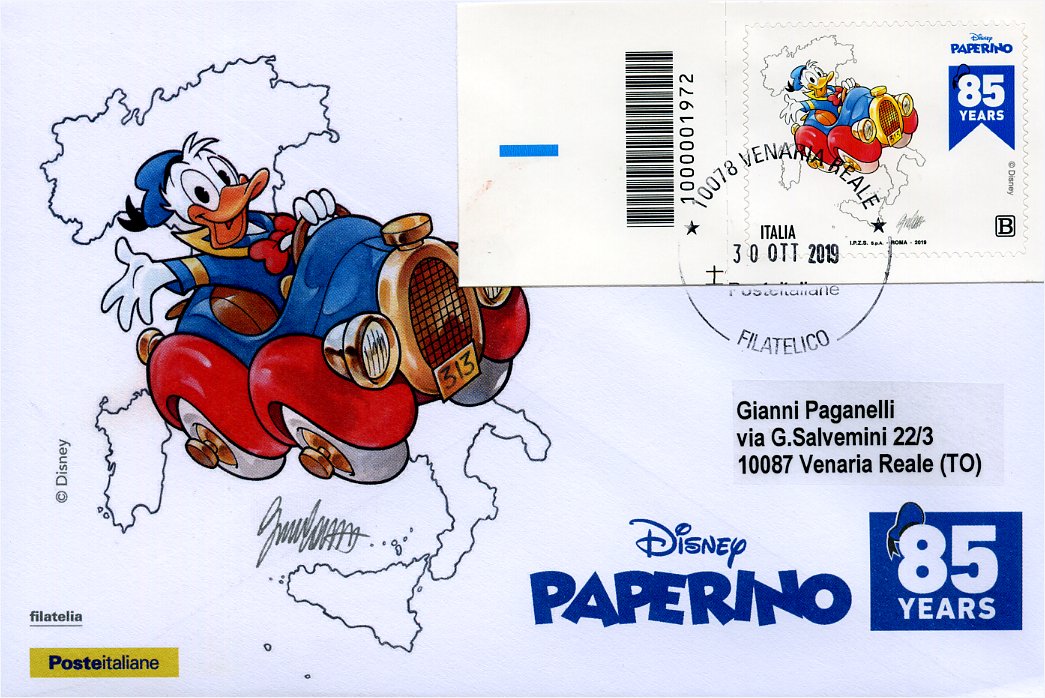 Disney
PAPERINO
85
YEARS
© Disney
1000001972
10078 VENARIA REALE
ITALIA
I.P.Z.S. S.p.A. - ROMA - 2019
B
30 OTT 2019
Posteitaliane
FILATELICO
313
© Disney
Gianni Paganelli
via G.Salvemini 22/3
10087 Venaria Reale (TO)
Disney
PAPERINO
85
YEARS
filatelia
Posteitaliane